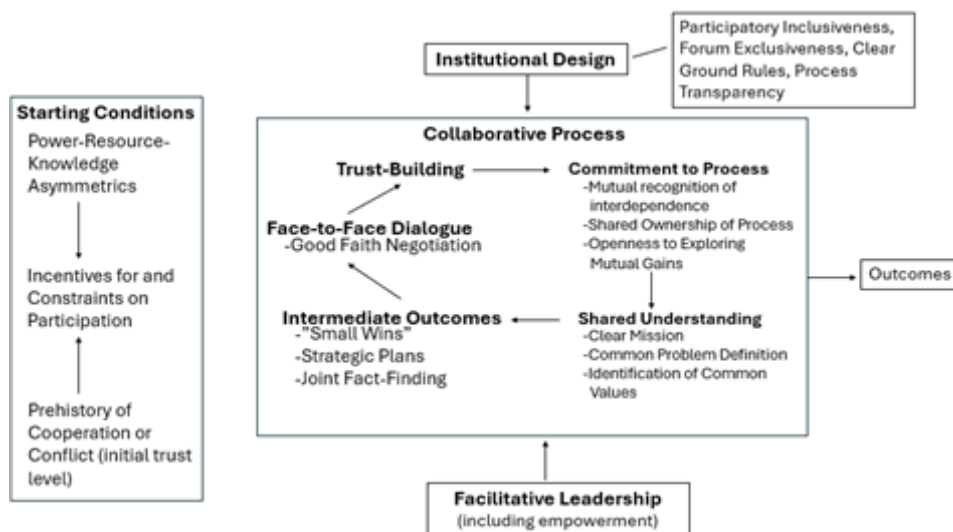 Participatory Inclusiveness,
Forum Exclusiveness, Clear
Ground Rules, Process
Transparency
Institutional Design
Starting Conditions
Power-Resource-
Knowledge
Asymmetrics
Incentives for and
Constraints on
Participation
Prehistory of
Cooperation or
Conflict (initial trust
level)
Collaborative Process
Trust-Building
Commitment to Process
-Mutual recognition of
interdependence
-Shared Ownership of Process
-Openness to Exploring
Mutual Gains
Face-to-Face Dialogue
-Good Faith Negotiation
Intermediate Outcomes
-"Small Wins"
-Strategic Plans
-Joint Fact-Finding
Shared Understanding
-Clear Mission
-Common Problem Definition
-Identification of Common
Values
Outcomes
Facilitative Leadership
(including empowerment)